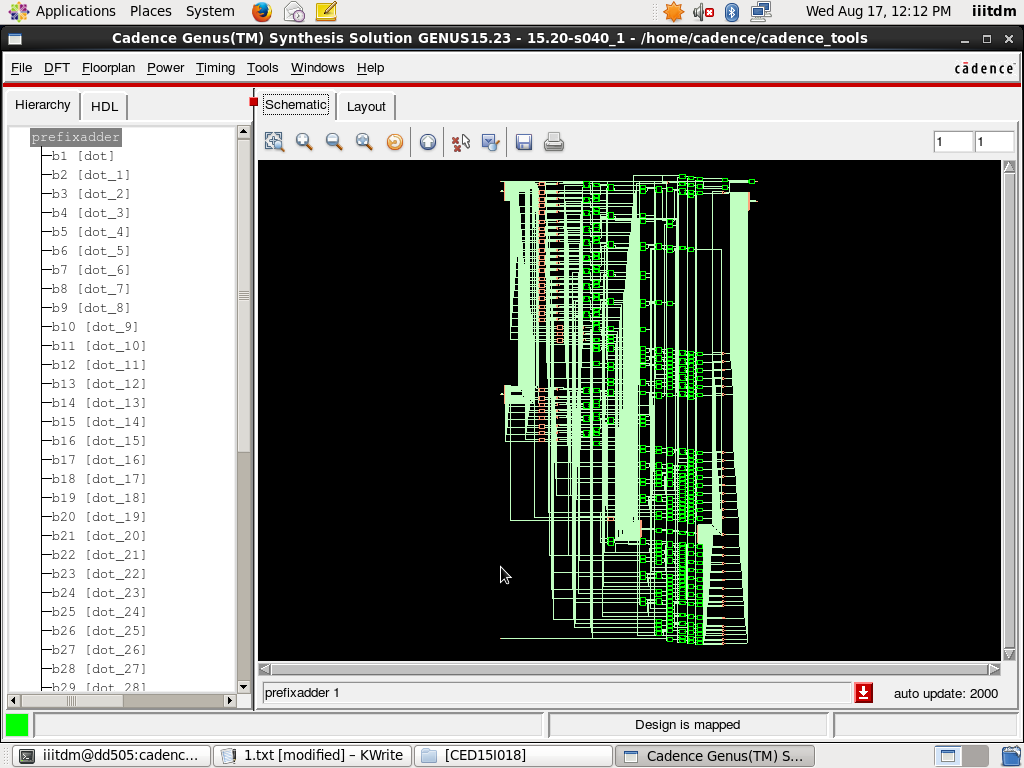 Applications Places System Wed Aug 17, 12:12 PM iiitdm
Cadence Genus(TM) Synthesis Solution GENUS15.23 - 15.20-s040_1 - /home/cadence/cadence_tools
File DFT Floorplan Power Timing Tools Windows Help cādence
Hierarchy HDL Schematic Layout
1 1
prefixadder
b1 [dot]
b2 [dot_1]
b3 [dot_2]
b4 [dot_3]
b5 [dot_4]
b6 [dot_5]
b7 [dot_6]
b8 [dot_7]
b9 [dot_8]
b10 [dot_9]
b11 [dot_10]
b12 [dot_11]
b13 [dot_12]
b14 [dot_13]
b15 [dot_14]
b16 [dot_15]
b17 [dot_16]
b18 [dot_17]
b19 [dot_18]
b20 [dot_19]
b21 [dot_20]
b22 [dot_21]
b23 [dot_22]
b24 [dot_23]
b25 [dot_24]
b26 [dot_25]
b27 [dot_26]
b28 [dot_27]
b29 [dot_28]
prefixadder 1 auto update: 2000
Design is mapped
iiitdm@dd505:cadenc... 1.txt [modified] – KWrite [CED15I018] Cadence Genus(TM) S...